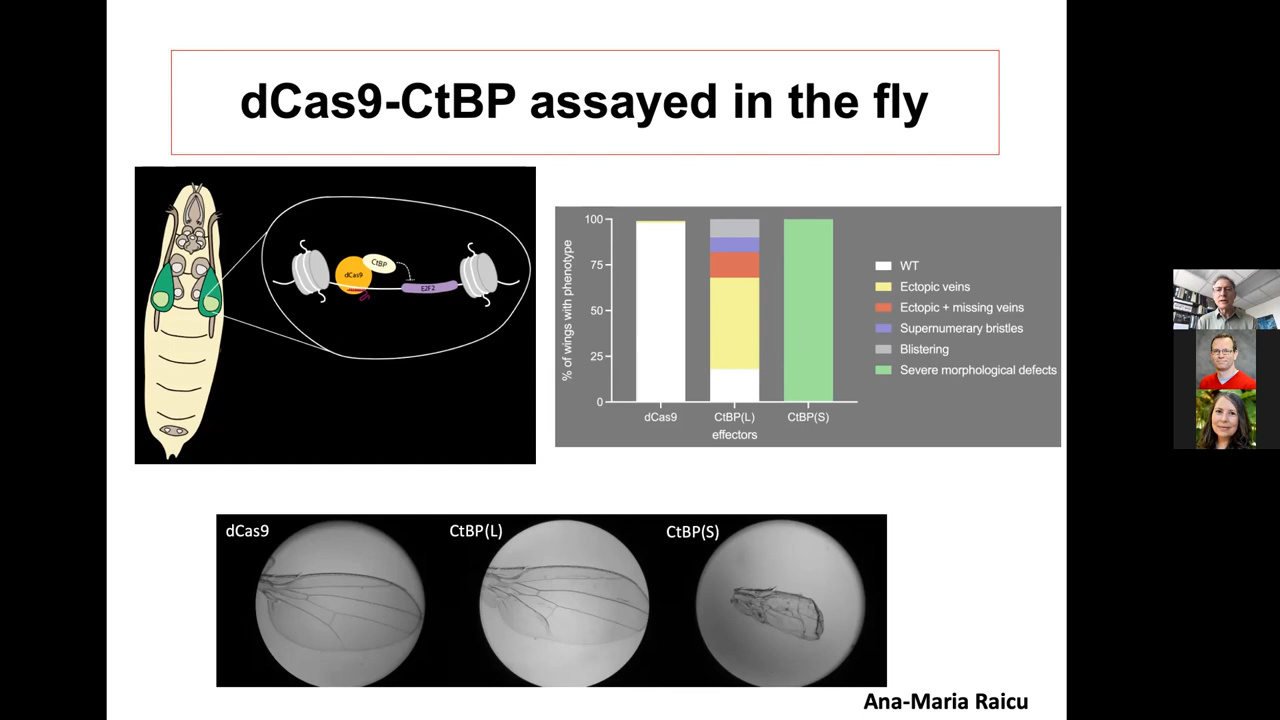 dCas9-CtBP assayed in the fly
CtBP
dCas9
E2F2
% of wings with phenotype
100
75
50
25
0
dCas9
CtBP(L)
CtBP(S)
effectors
WT
Ectopic veins
Ectopic + missing veins
Supernumerary bristles
Blistering
Severe morphological defects
dCas9
CtBP(L)
CtBP(S)
Ana-Maria Raicu